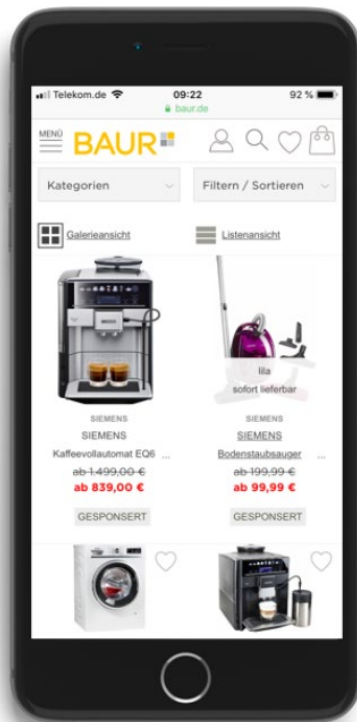 Telekom.de 09:22 92 %
baur.de
MENÜ
BAUR
Kategorien Filtern / Sortieren
Galerieansicht Listenansicht
lila
sofort lieferbar
SIEMENS SIEMENS
SIEMENS SIEMENS
Kaffeevollautomat EQ6 ... Bodenstaubsauger ...
ab 1.499,00 € ab 199,99 €
ab 839,00 € ab 99,99 €
GESPONSERT GESPONSERT